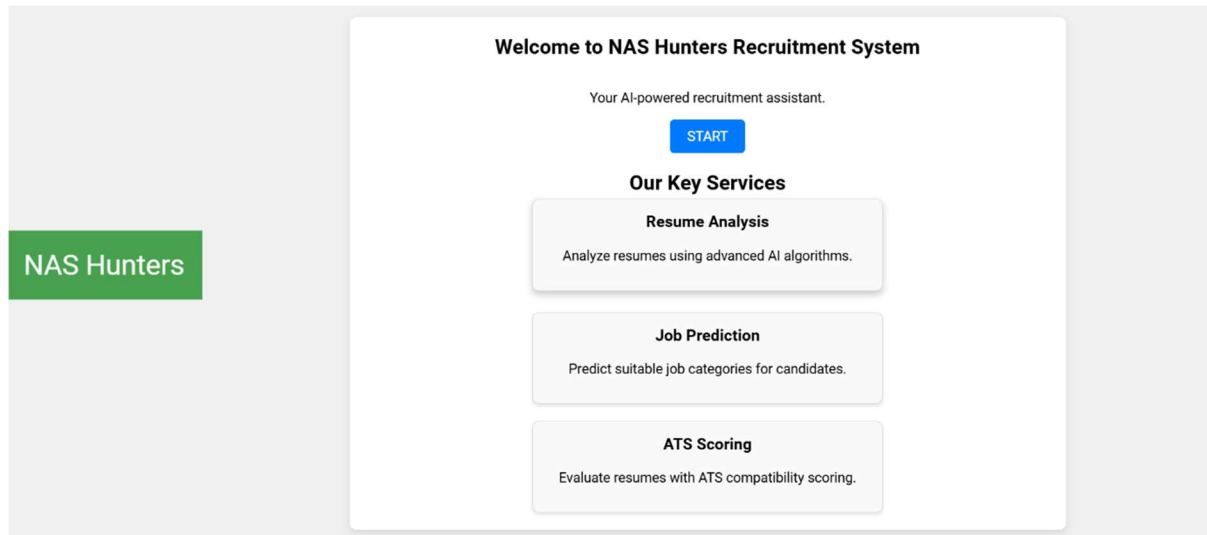 Welcome to NAS Hunters Recruitment System
Your AI-powered recruitment assistant.
START
Our Key Services
Resume Analysis
Analyze resumes using advanced AI algorithms.
NAS Hunters
Job Prediction
Predict suitable job categories for candidates.
ATS Scoring
Evaluate resumes with ATS compatibility scoring.